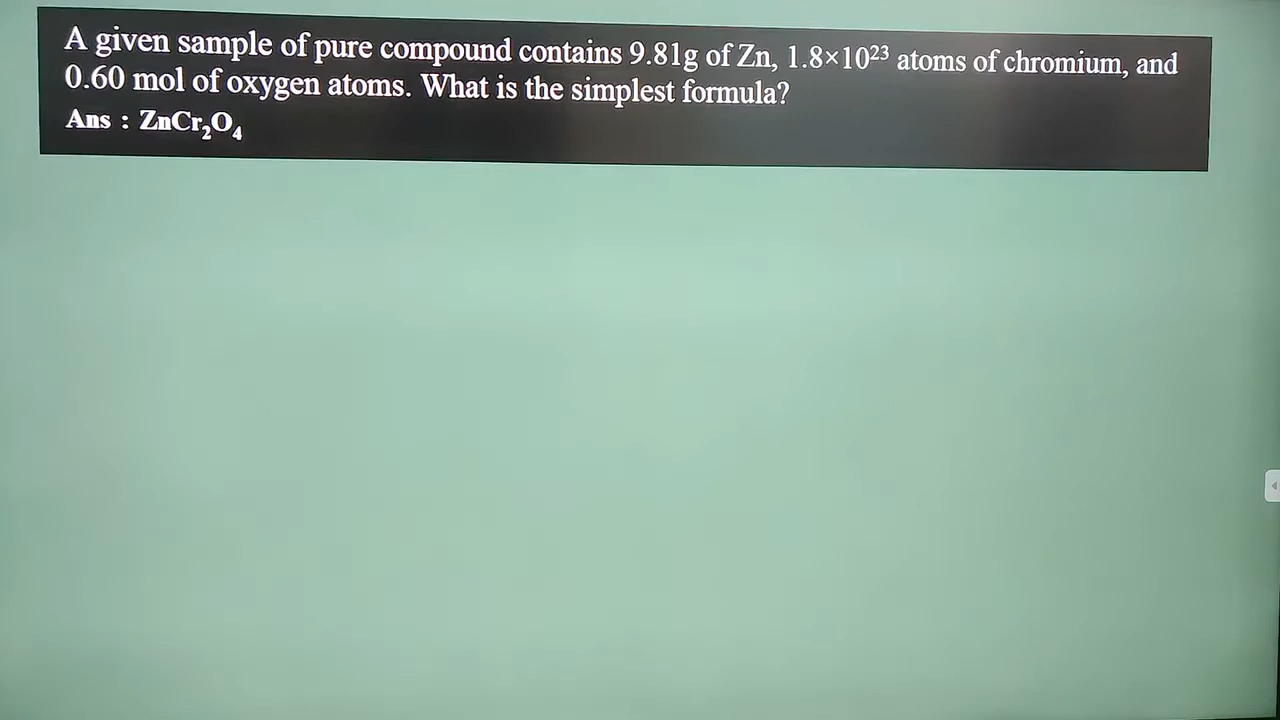 A given sample of pure compound contains 9.81g of Zn, 1.8×10²³ atoms of chromium, and
0.60 mol of oxygen atoms. What is the simplest formula?
Ans : ZnCr₂O₄